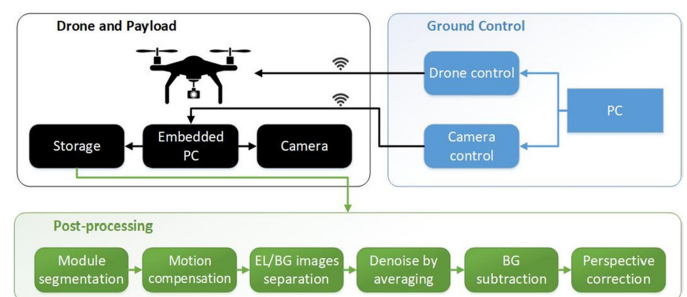 Drone and Payload
Ground Control
Drone control
PC
Camera
control
Storage
Embedded
PC
Camera
Post-processing
Module
segmentation
Motion
compensation
EL/BG images
separation
Denoise by
averaging
BG
subtraction
Perspective
correction